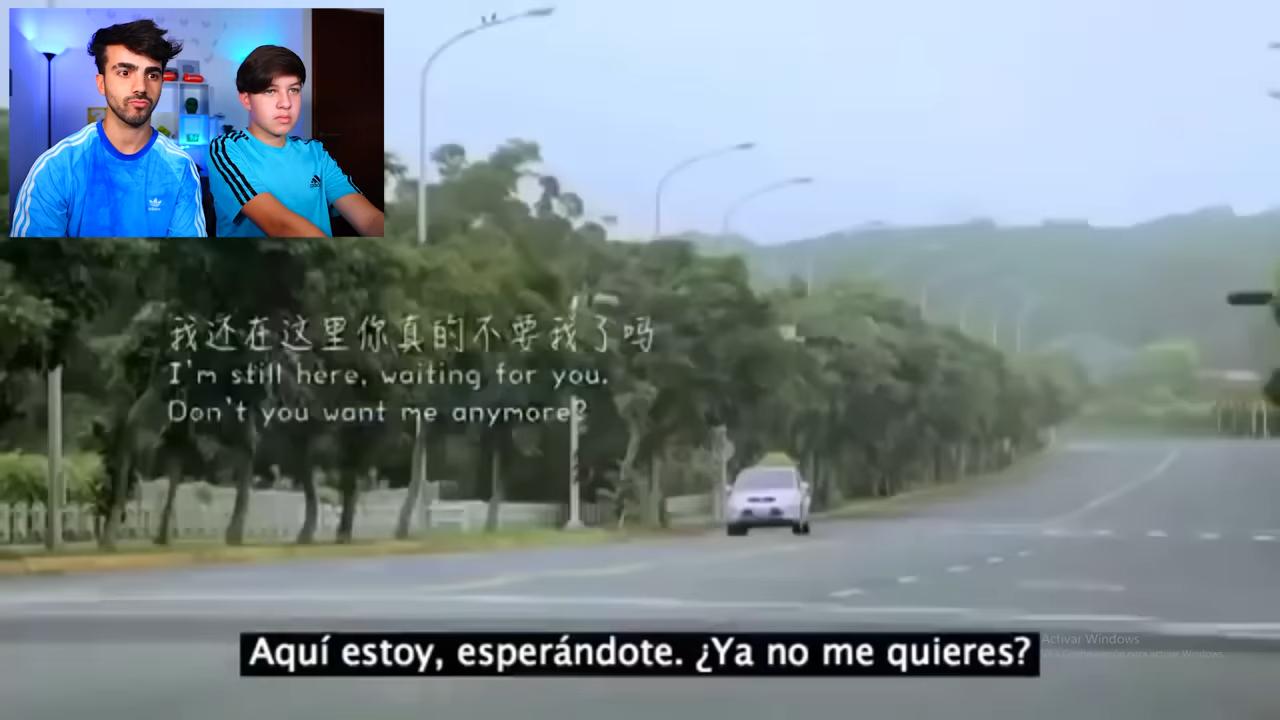 我还在这里你真的不要我了吗
I'm still here, waiting for you.
Don't you want me anymore?
Aquí estoy, esperándote. ¿Ya no me quieres?
Activar Windows